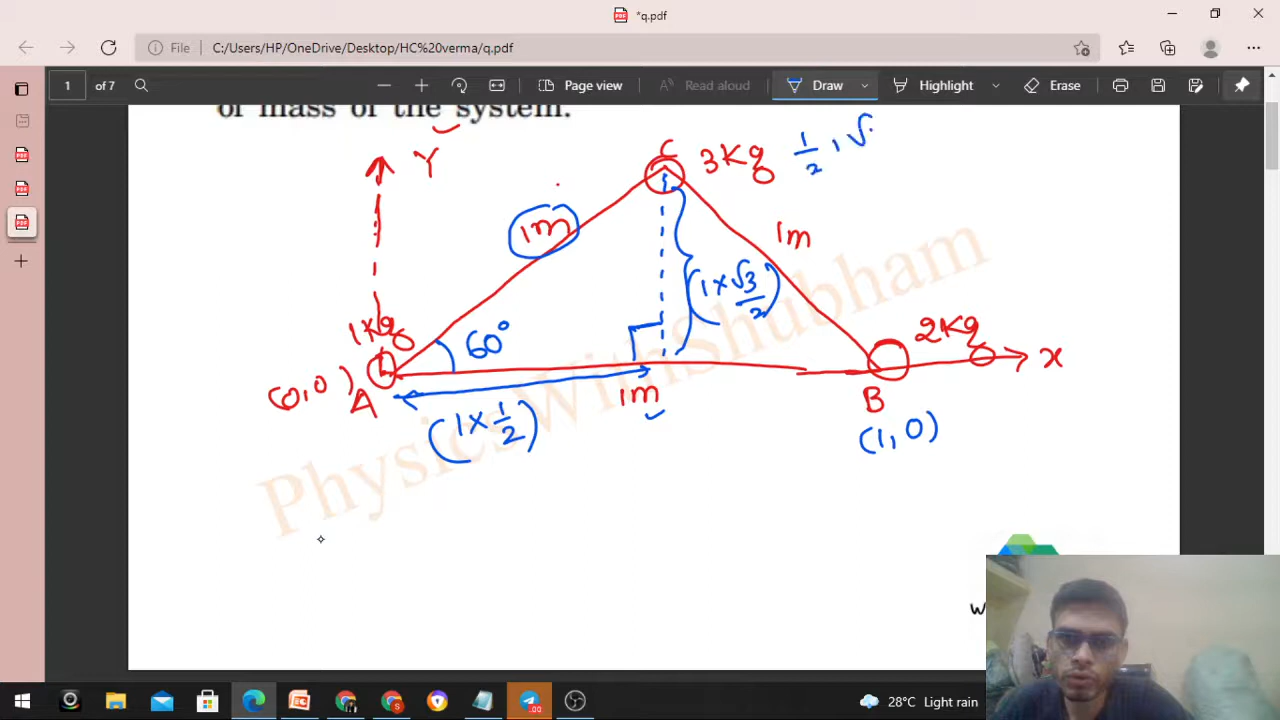 *q.pdf
File C:/Users/HP/OneDrive/Desktop/HC%20verma/q.pdf
1 of 7 Page view Read aloud Draw Highlight Erase
of mass of the system.
Y
C 3Kg 1/2, √
1m
1m
(1×√3/2)
1Kg
60°
2Kg
x
(0,0) A
1m
B
(1×1/2)
(1,0)
PhysicsWithShubham
w
100
28°C Light rain